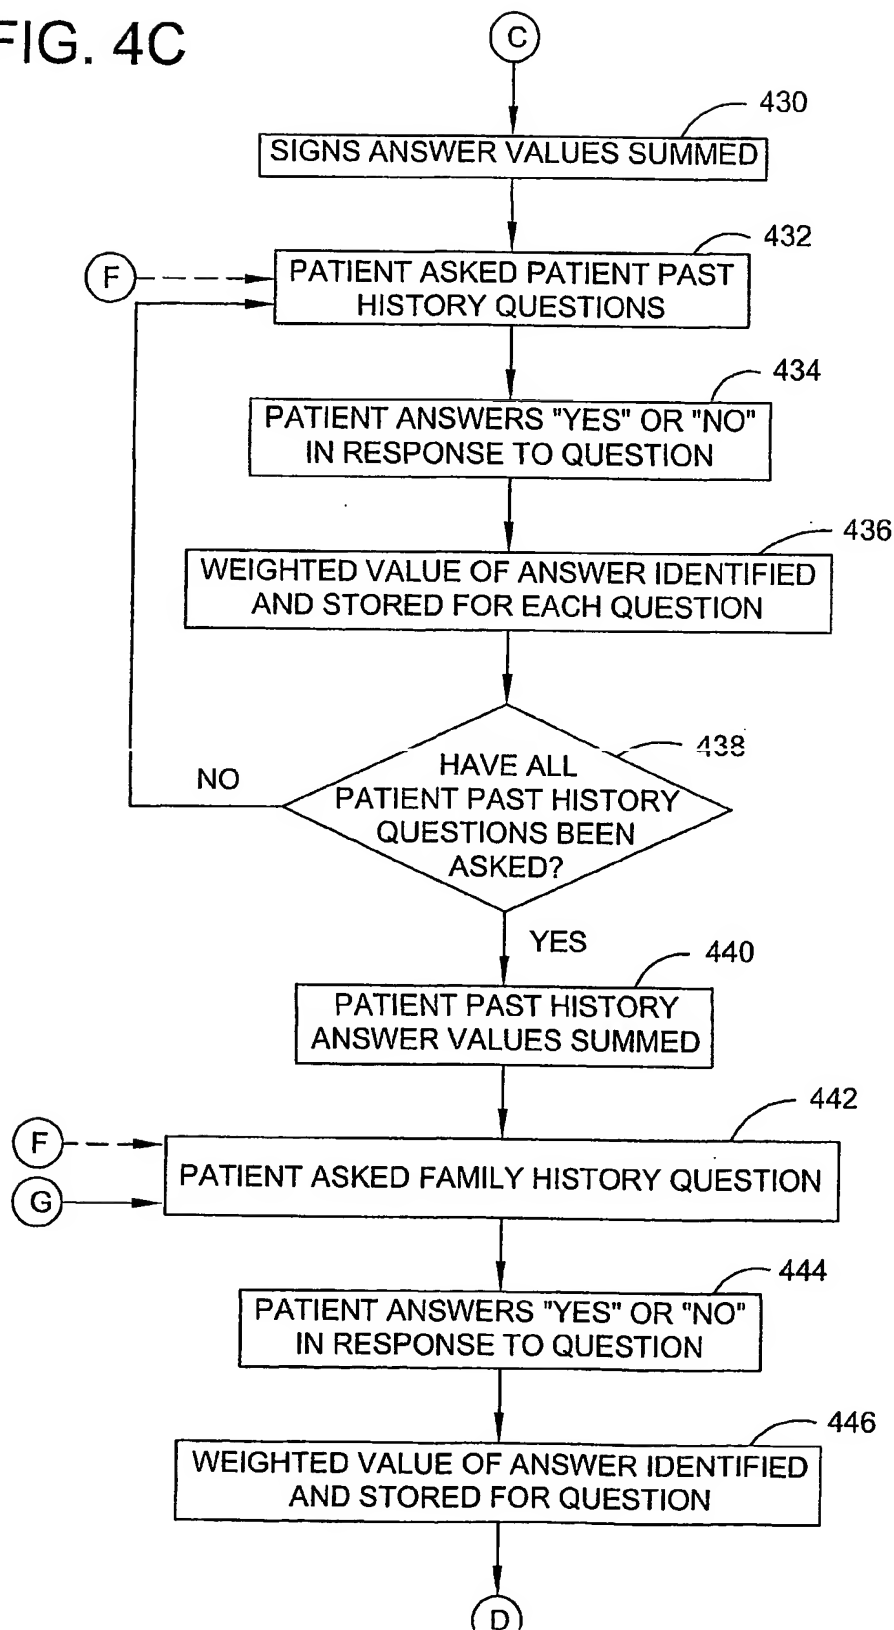 FIG. 4C
C
430
SIGNS ANSWER VALUES SUMMED
432
F
PATIENT ASKED PATIENT PAST
HISTORY QUESTIONS
434
PATIENT ANSWERS "YES" OR "NO"
IN RESPONSE TO QUESTION
436
WEIGHTED VALUE OF ANSWER IDENTIFIED
AND STORED FOR EACH QUESTION
438
HAVE ALL
PATIENT PAST HISTORY
QUESTIONS BEEN
ASKED?
NO
YES
440
PATIENT PAST HISTORY
ANSWER VALUES SUMMED
442
F
G
PATIENT ASKED FAMILY HISTORY QUESTION
444
PATIENT ANSWERS "YES" OR "NO"
IN RESPONSE TO QUESTION
446
WEIGHTED VALUE OF ANSWER IDENTIFIED
AND STORED FOR QUESTION
D